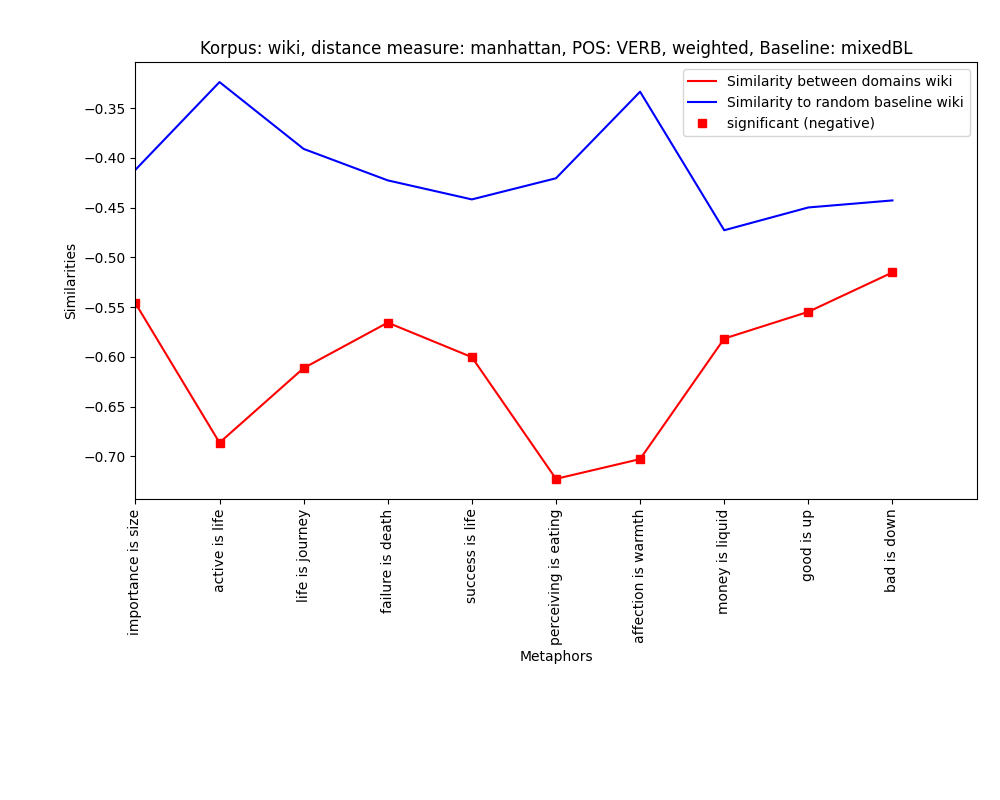 Korpus: wiki, distance measure: manhattan, POS: VERB, weighted, Baseline: mixedBL
Similarity between domains wiki
Similarity to random baseline wiki
significant (negative)
−0.35
−0.40
−0.45
−0.50
−0.55
−0.60
−0.65
−0.70
Similarities
importance is size
active is life
life is journey
failure is death
success is life
perceiving is eating
affection is warmth
money is liquid
good is up
bad is down
Metaphors